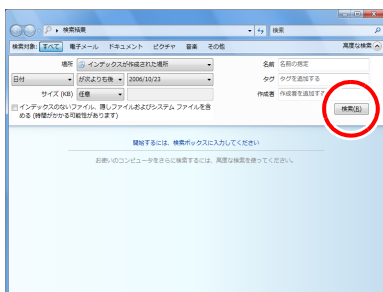 検索結果
検索
検索対象: すべて 電子メール ドキュメント ピクチャ 音楽 その他 高度な検索
場所 インデックスが作成された場所 名前 名前の指定
日付 が次より後 2006/10/23 タグ タグを追加する
サイズ (KB) 任意 作成者 作成者を追加す
インデックスのないファイル、隠しファイルおよびシステム ファイルを含
める (時間がかかる可能性があります)
検索(R)
開始するには、検索ボックスに入力してください
お使いのコンピュータをさらに検索するには、高度な検索を使ってください。